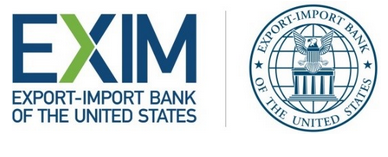 EXIM
EXPORT-IMPORT BANK
OF THE UNITED STATES
EXPORT-IMPORT BANK
OF THE UNITED STATES